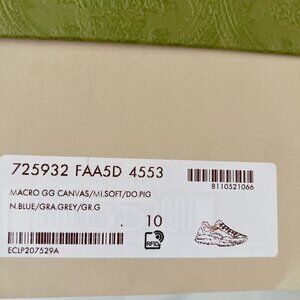 725932 FAA5D 4553
8110521066
MACRO GG CANVAS/MI.SOFT/DO.PIG
N.BLUE/GRA.GREY/GR.G
10
RFID
ECLP207529A